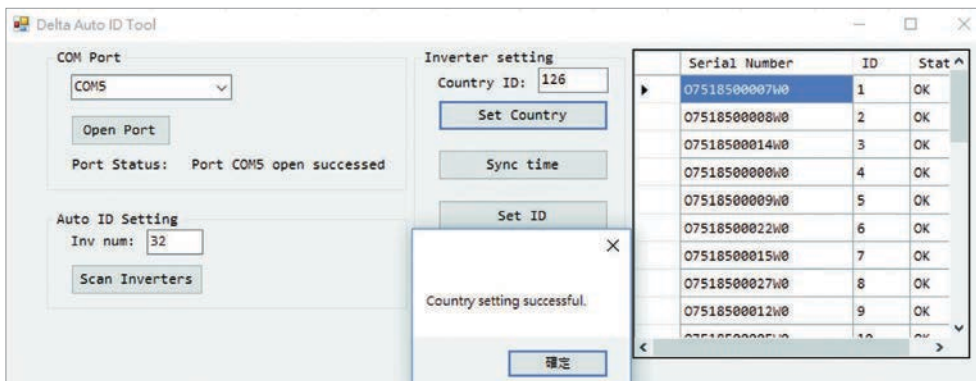 Delta Auto ID Tool
COM Port
COM5
Open Port
Port Status: Port COM5 open successed
Auto ID Setting
Inv num: 32
Scan Inverters
Inverter setting
Country ID: 126
Set Country
Sync time
Set ID
Country setting successful.
確定
Serial Number ID Stat
O7518500007W0 1 OK
O7518500008W0 2 OK
O7518500014W0 3 OK
O7518500000W0 4 OK
O7518500009W0 5 OK
O7518500022W0 6 OK
O7518500015W0 7 OK
O7518500027W0 8 OK
O7518500012W0 9 OK